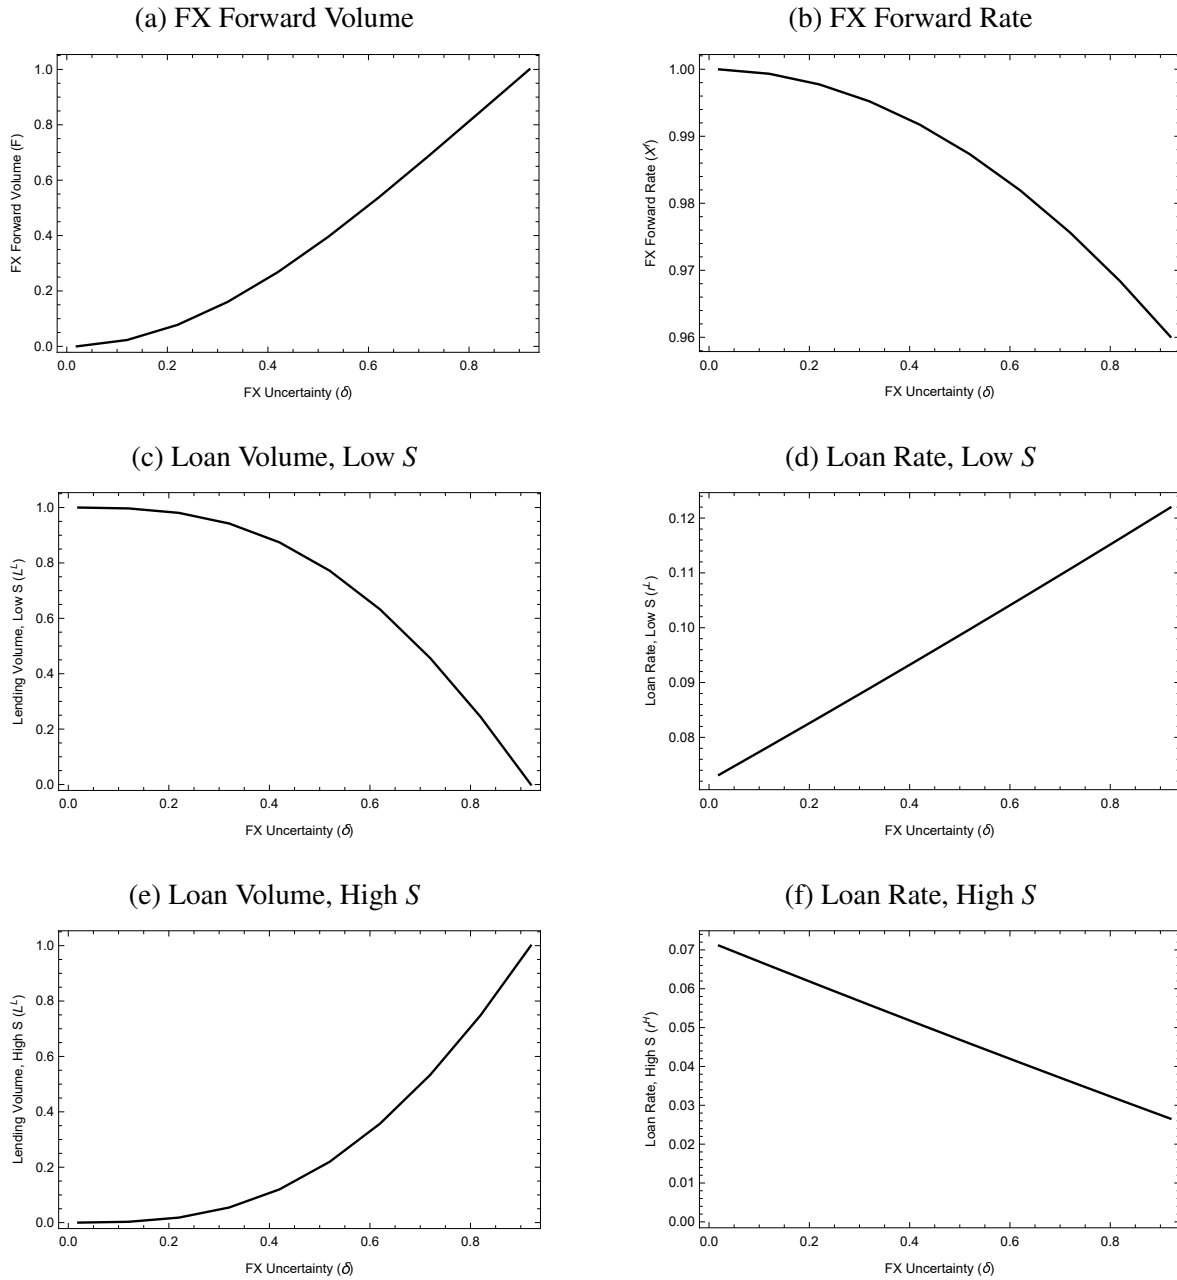 (a) FX Forward Volume
1.0
0.8
0.6
0.4
0.2
0.0
FX Forward Volume (F)
0.0 0.2 0.4 0.6 0.8
FX Uncertainty (δ)
(b) FX Forward Rate
1.00
0.99
0.98
0.97
0.96
FX Forward Rate (X^f)
0.0 0.2 0.4 0.6 0.8
FX Uncertainty (δ)
(c) Loan Volume, Low S
1.0
0.8
0.6
0.4
0.2
0.0
Lending Volume, Low S (L^L)
0.0 0.2 0.4 0.6 0.8
FX Uncertainty (δ)
(d) Loan Rate, Low S
0.12
0.11
0.10
0.09
0.08
Loan Rate, Low S (r^L)
0.0 0.2 0.4 0.6 0.8
FX Uncertainty (δ)
(e) Loan Volume, High S
1.0
0.8
0.6
0.4
0.2
0.0
Lending Volume, High S (L^L)
0.0 0.2 0.4 0.6 0.8
FX Uncertainty (δ)
(f) Loan Rate, High S
0.07
0.06
0.05
0.04
0.03
0.02
0.01
0.00
Loan Rate, High S (r^H)
0.0 0.2 0.4 0.6 0.8
FX Uncertainty (δ)